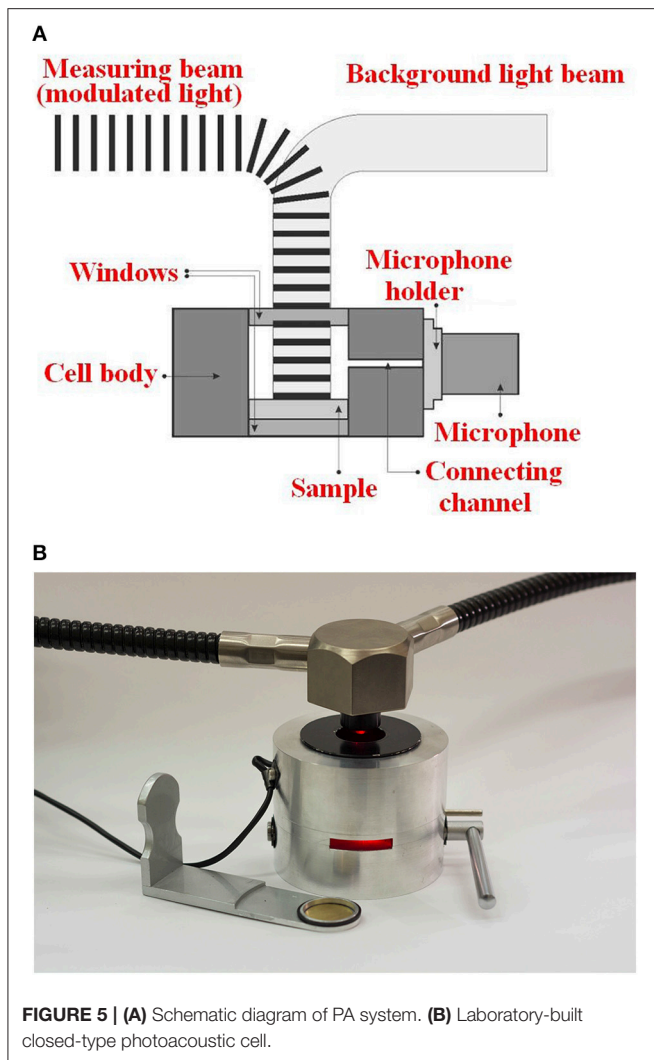 A
Measuring beam
(modulated light)
Background light beam
Windows
Microphone
holder
Cell body
Microphone
Sample
Connecting
channel
B
FIGURE 5 | (A) Schematic diagram of PA system. (B) Laboratory-built
closed-type photoacoustic cell.